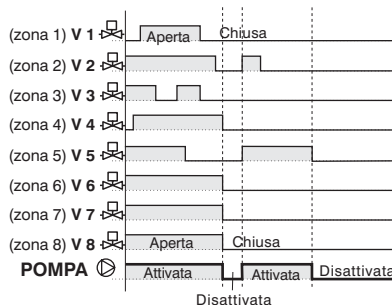 (zona 1) V 1 Aperta Chiusa
(zona 2) V 2
(zona 3) V 3
(zona 4) V 4
(zona 5) V 5
(zona 6) V 6
(zona 7) V 7
(zona 8) V 8 Aperta Chiusa
POMPA Attivata Attivata Disattivata
Disattivata